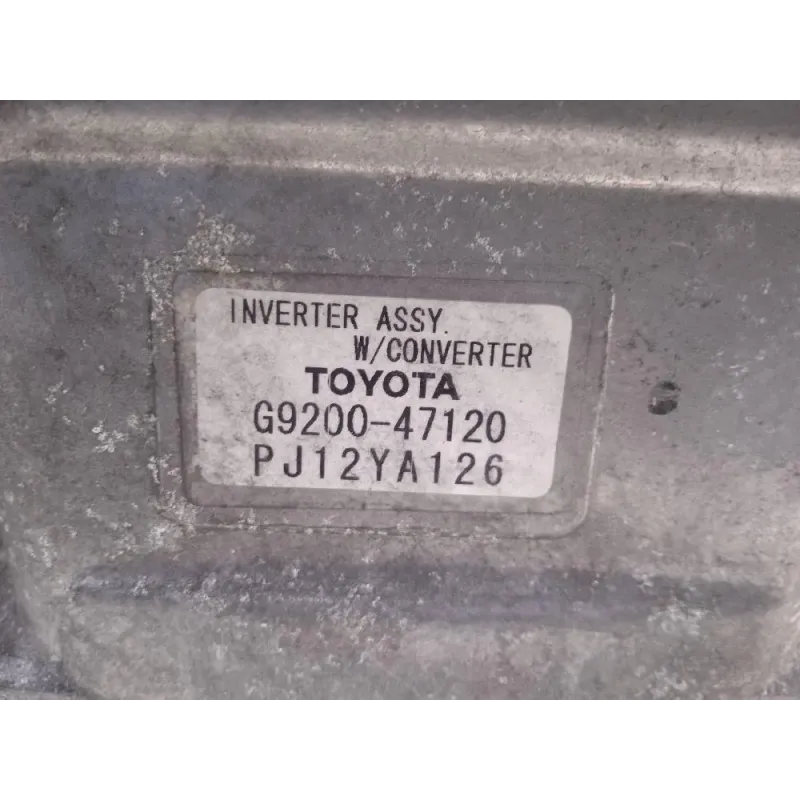 INVERTER ASSY.
W/CONVERTER
TOYOTA
G9200-47120
PJ12YA126